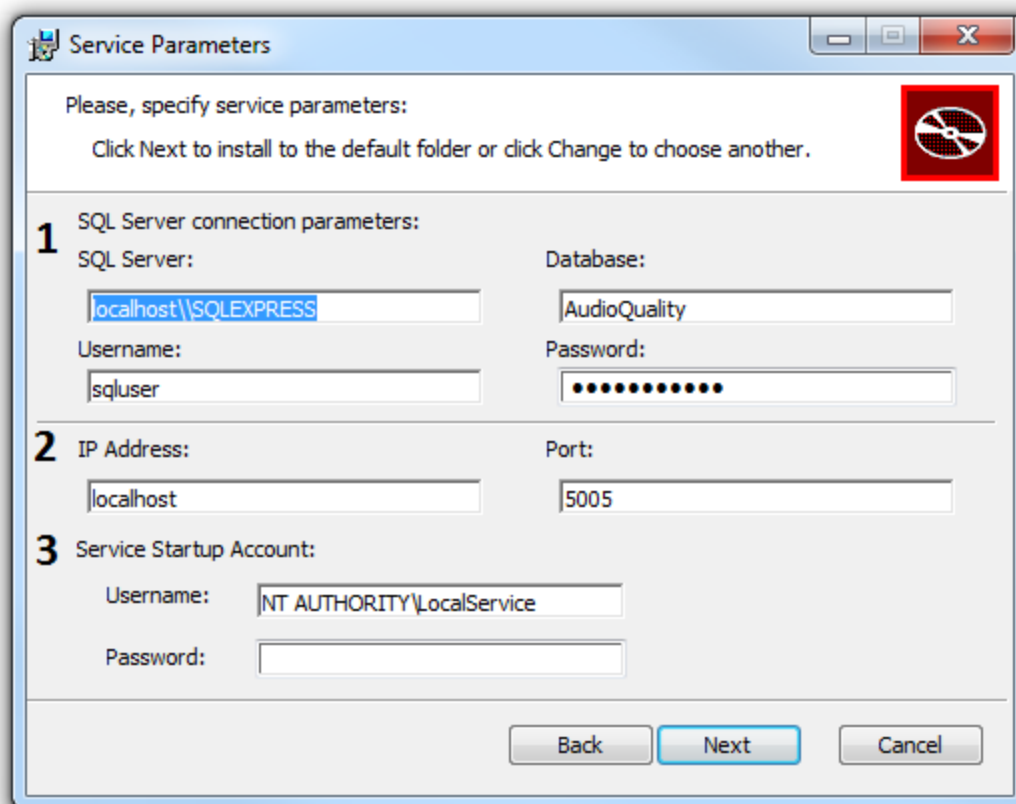 Service Parameters
Please, specify service parameters:
Click Next to install to the default folder or click Change to choose another.
1 SQL Server connection parameters:
SQL Server: Database:
localhost\\SQLEXPRESS AudioQuality
Username: Password:
sqluser ●●●●●●●●●●●
2 IP Address: Port:
localhost 5005
3 Service Startup Account:
Username: NT AUTHORITY\LocalService
Password:
Back Next Cancel